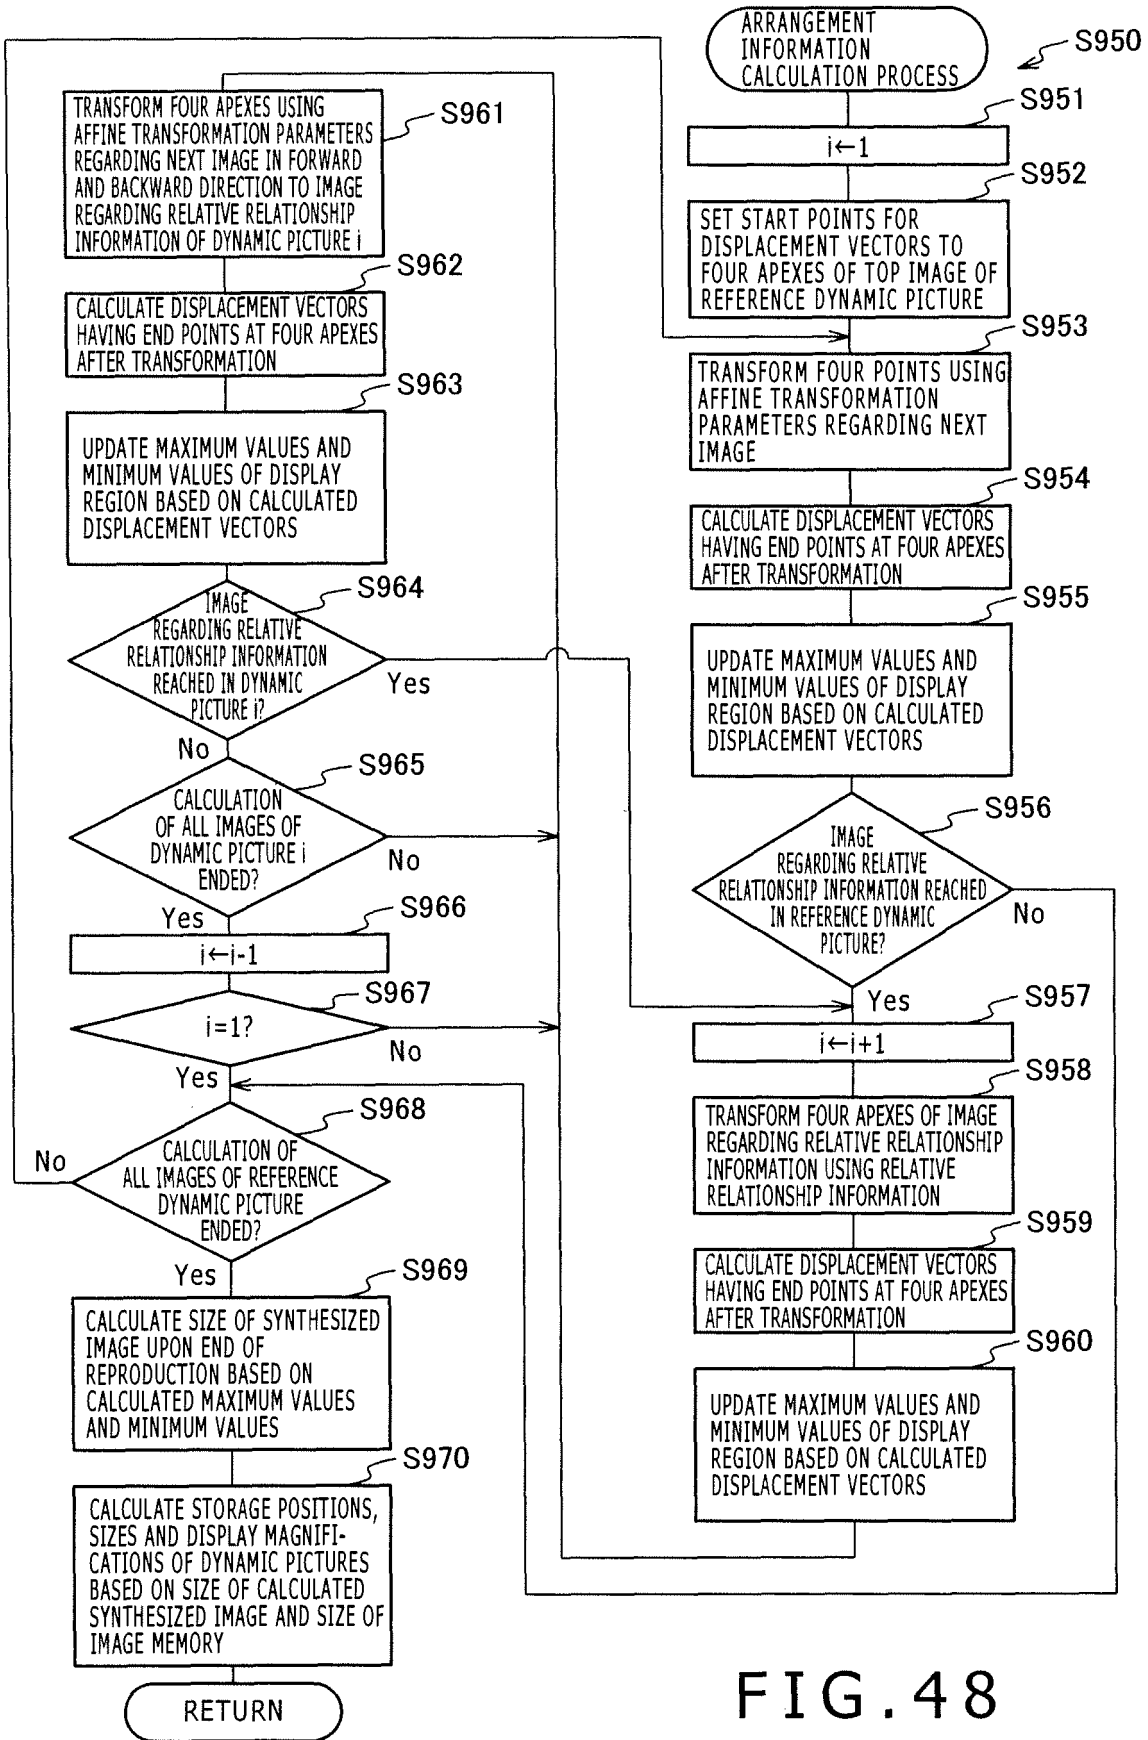 ARRANGEMENT
INFORMATION
CALCULATION PROCESS
S950
S951
i←1
S952
SET START POINTS FOR
DISPLACEMENT VECTORS TO
FOUR APEXES OF TOP IMAGE OF
REFERENCE DYNAMIC PICTURE
S953
TRANSFORM FOUR POINTS USING
AFFINE TRANSFORMATION
PARAMETERS REGARDING NEXT
IMAGE
S954
CALCULATE DISPLACEMENT VECTORS
HAVING END POINTS AT FOUR APEXES
AFTER TRANSFORMATION
S955
UPDATE MAXIMUM VALUES AND
MINIMUM VALUES OF DISPLAY
REGION BASED ON CALCULATED
DISPLACEMENT VECTORS
S956
IMAGE
REGARDING RELATIVE
RELATIONSHIP INFORMATION REACHED
IN REFERENCE DYNAMIC
PICTURE?
No
Yes
S957
i←i+1
S958
TRANSFORM FOUR APEXES OF IMAGE
REGARDING RELATIVE RELATIONSHIP
INFORMATION USING RELATIVE
RELATIONSHIP INFORMATION
S959
CALCULATE DISPLACEMENT VECTORS
HAVING END POINTS AT FOUR APEXES
AFTER TRANSFORMATION
S960
UPDATE MAXIMUM VALUES AND
MINIMUM VALUES OF DISPLAY
REGION BASED ON CALCULATED
DISPLACEMENT VECTORS
S961
TRANSFORM FOUR APEXES USING
AFFINE TRANSFORMATION PARAMETERS
REGARDING NEXT IMAGE IN FORWARD
AND BACKWARD DIRECTION TO IMAGE
REGARDING RELATIVE RELATIONSHIP
INFORMATION OF DYNAMIC PICTURE i
S962
CALCULATE DISPLACEMENT VECTORS
HAVING END POINTS AT FOUR APEXES
AFTER TRANSFORMATION
S963
UPDATE MAXIMUM VALUES AND
MINIMUM VALUES OF DISPLAY
REGION BASED ON CALCULATED
DISPLACEMENT VECTORS
S964
IMAGE
REGARDING RELATIVE
RELATIONSHIP INFORMATION
REACHED IN DYNAMIC
PICTURE i?
Yes
No
S965
CALCULATION
OF ALL IMAGES OF
DYNAMIC PICTURE i
ENDED?
No
Yes
S966
i←i-1
S967
i=1?
No
Yes
S968
CALCULATION OF
ALL IMAGES OF REFERENCE
DYNAMIC PICTURE
ENDED?
No
Yes
S969
CALCULATE SIZE OF SYNTHESIZED
IMAGE UPON END OF
REPRODUCTION BASED ON
CALCULATED MAXIMUM VALUES
AND MINIMUM VALUES
S970
CALCULATE STORAGE POSITIONS,
SIZES AND DISPLAY MAGNIFI-
CATIONS OF DYNAMIC PICTURES
BASED ON SIZE OF CALCULATED
SYNTHESIZED IMAGE AND SIZE OF
IMAGE MEMORY
RETURN
FIG.48